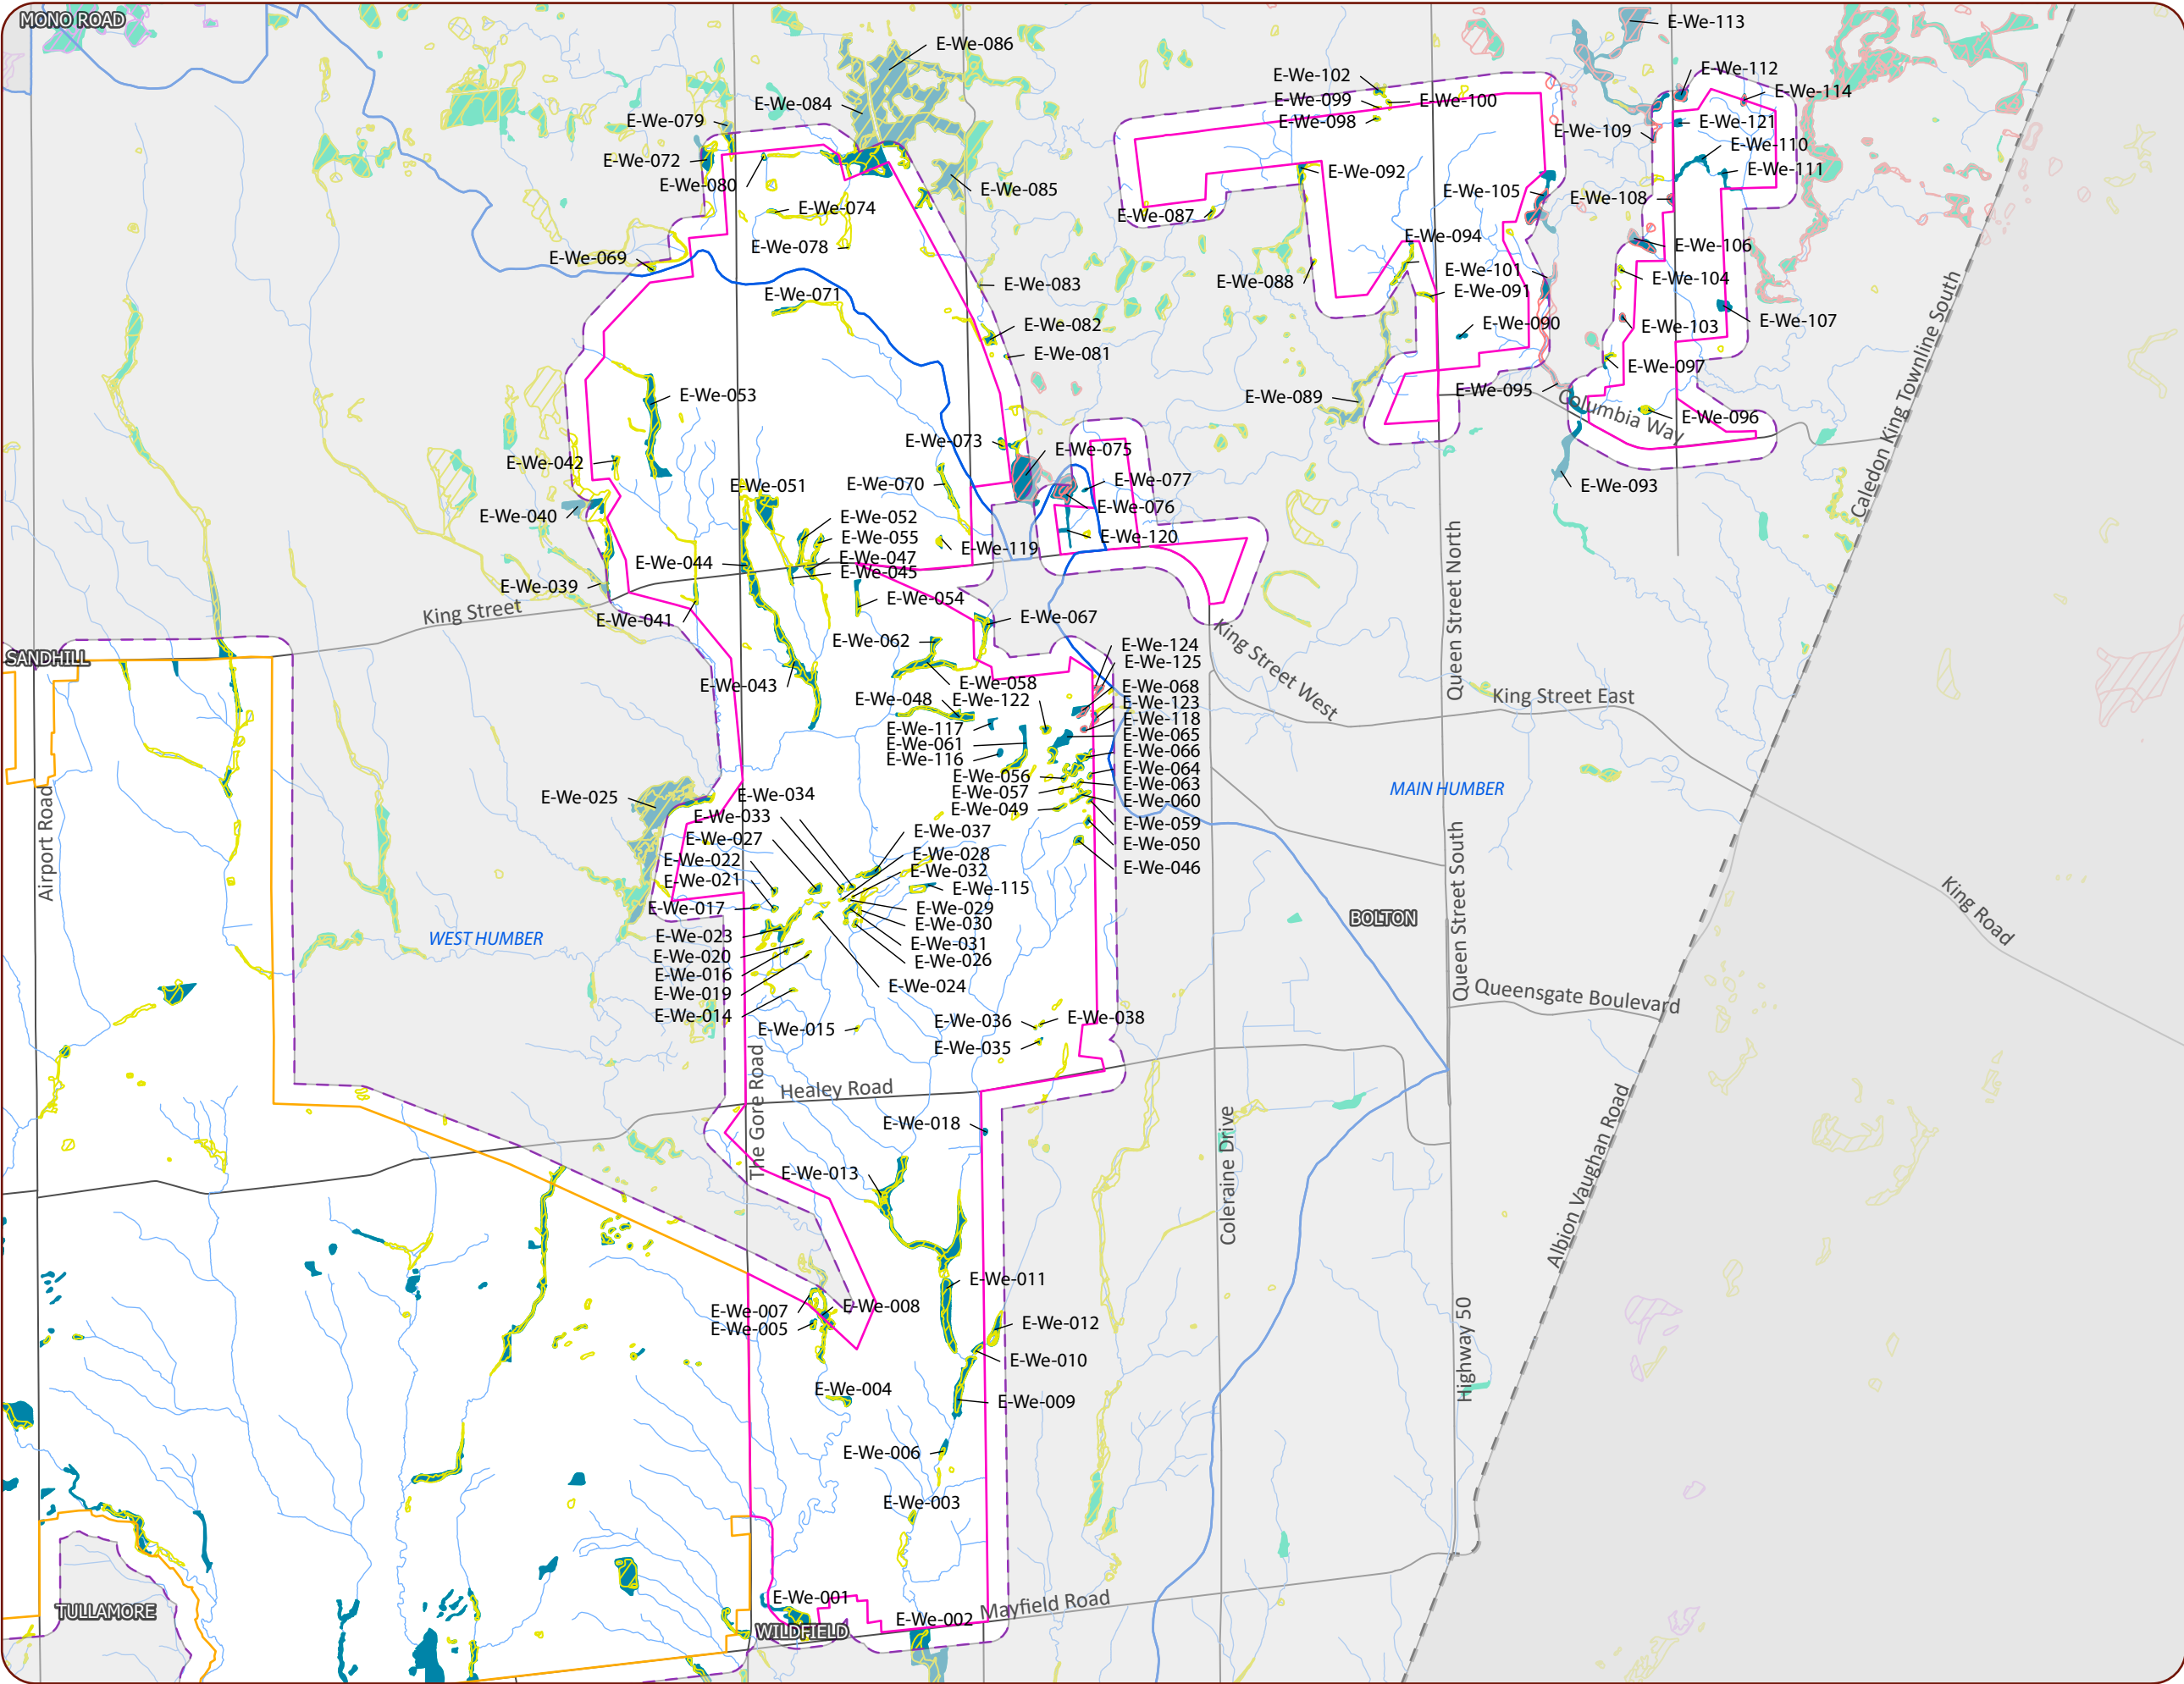 MONO ROAD
E-We-113
E-We-086
E-We-112
E-We-102
E-We-114
E-We-084
E-We-099
E-We-100
E-We-079
E-We-098
E-We-121
E-We-109
E-We-110
E-We-072
E-We-111
E-We-092
E-We-080
E-We-085
E-We-105
E-We-108
E-We-074
E-We-087
E-We-094
E-We-078
E-We-106
E-We-069
E-We-101
E-We-104
E-We-088
E-We-083
E-We-091
E-We-071
E-We-107
E-We-082
E-We-090
E-We-103
E-We-081
E-We-097
E-We-053
E-We-089
E-We-095
Columbia Way
E-We-096
Caledon King Townline South
E-We-073
E-We-075
E-We-042
E-We-077
E-We-070
E-We-051
E-We-093
E-We-076
E-We-040
E-We-052
E-We-055
E-We-120
E-We-119
E-We-047
E-We-044
E-We-045
E-We-039
E-We-054
King Street
E-We-041
E-We-067
Queen Street North
E-We-062
E-We-124
SANDHILL
E-We-125
King Street West
E-We-043
E-We-058
E-We-068
E-We-048
E-We-122
E-We-123
King Street East
E-We-118
E-We-117
E-We-065
E-We-061
E-We-066
E-We-116
E-We-064
E-We-056
E-We-063
E-We-057
MAIN HUMBER
E-We-034
E-We-060
E-We-025
E-We-049
E-We-033
E-We-059
E-We-037
E-We-027
E-We-050
E-We-028
E-We-022
E-We-046
E-We-032
E-We-021
E-We-115
Airport Road
E-We-017
E-We-029
E-We-030
BOLTON
King Road
E-We-023
WEST HUMBER
E-We-031
E-We-020
E-We-026
E-We-016
E-We-024
E-We-019
Queen Street South
Queensgate Boulevard
E-We-014
E-We-036
E-We-038
E-We-015
E-We-035
The Gore Road
Healey Road
E-We-018
Coleraine Drive
E-We-013
Albion Vaughan Road
E-We-011
E-We-008
E-We-007
E-We-005
E-We-012
E-We-010
Highway 50
E-We-004
E-We-009
E-We-006
E-We-003
E-We-001
TULLAMORE
Mayfield Road
E-We-002
WILDFIELD